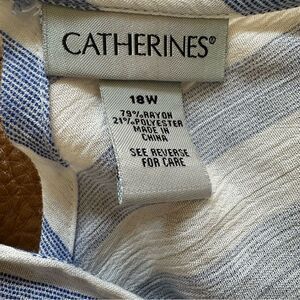 CATHERINES®
18W
79%RAYON
21%POLYESTER
MADE IN
CHINA
SEE REVERSE
FOR CARE